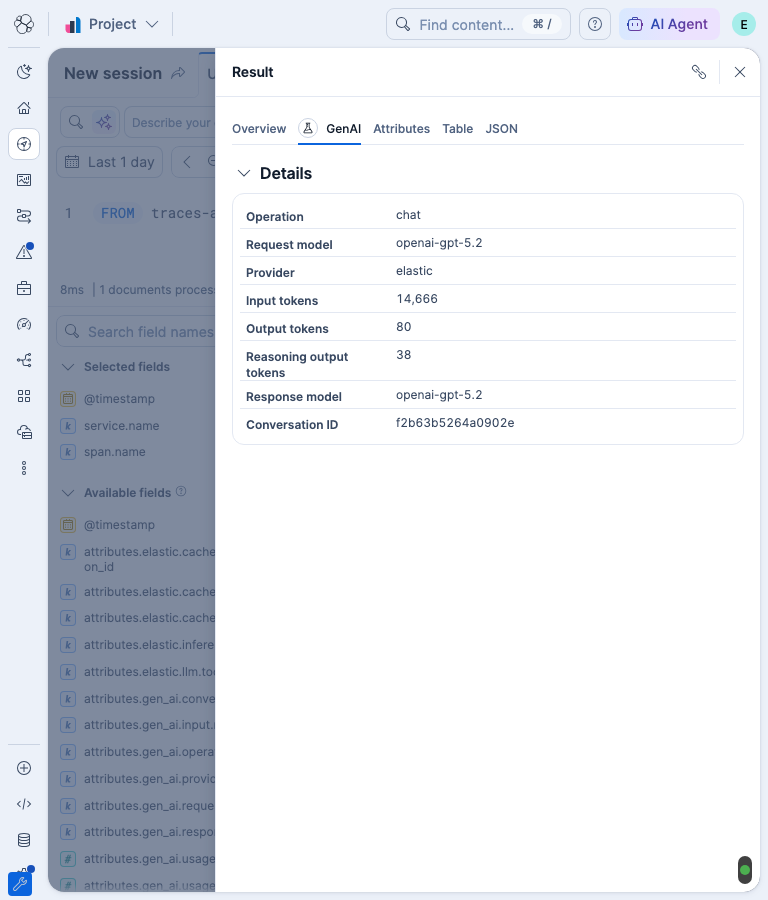 Project
Find content... ⌘ /
AI Agent
E
New session
Result
Overview GenAI Attributes Table JSON
Describe your
Last 1 day
Details
1 FROM traces-a
Operation chat
Request model openai-gpt-5.2
Provider elastic
Input tokens 14,666
Output tokens 80
Reasoning output tokens 38
Response model openai-gpt-5.2
Conversation ID f2b63b5264a0902e
8ms | 1 documents process
Search field names
Selected fields
@timestamp
k service.name
k span.name
Available fields
@timestamp
k attributes.elastic.cache
on_id
k attributes.elastic.cache
k attributes.elastic.cache
k attributes.elastic.infere
k attributes.elastic.llm.too
k attributes.gen_ai.conve
k attributes.gen_ai.input.
k attributes.gen_ai.opera
k attributes.gen_ai.provid
k attributes.gen_ai.reque
k attributes.gen_ai.respo
# attributes.gen_ai.usage
# attributes.gen_ai.usage